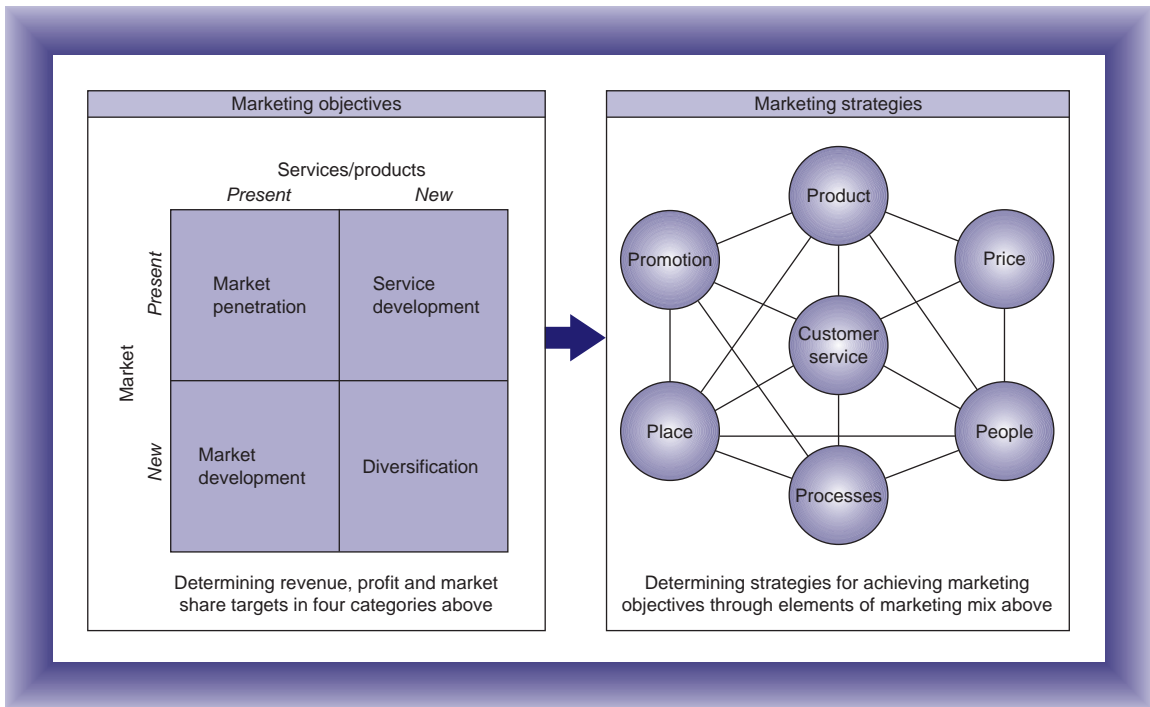 Marketing objectives
Services/products
Present
New
Market
Present
New
Market
penetration
Service
development
Market
development
Diversification
Determining revenue, profit and market
share targets in four categories above
Marketing strategies
Product
Promotion
Price
Customer
service
Place
People
Processes
Determining strategies for achieving marketing
objectives through elements of marketing mix above